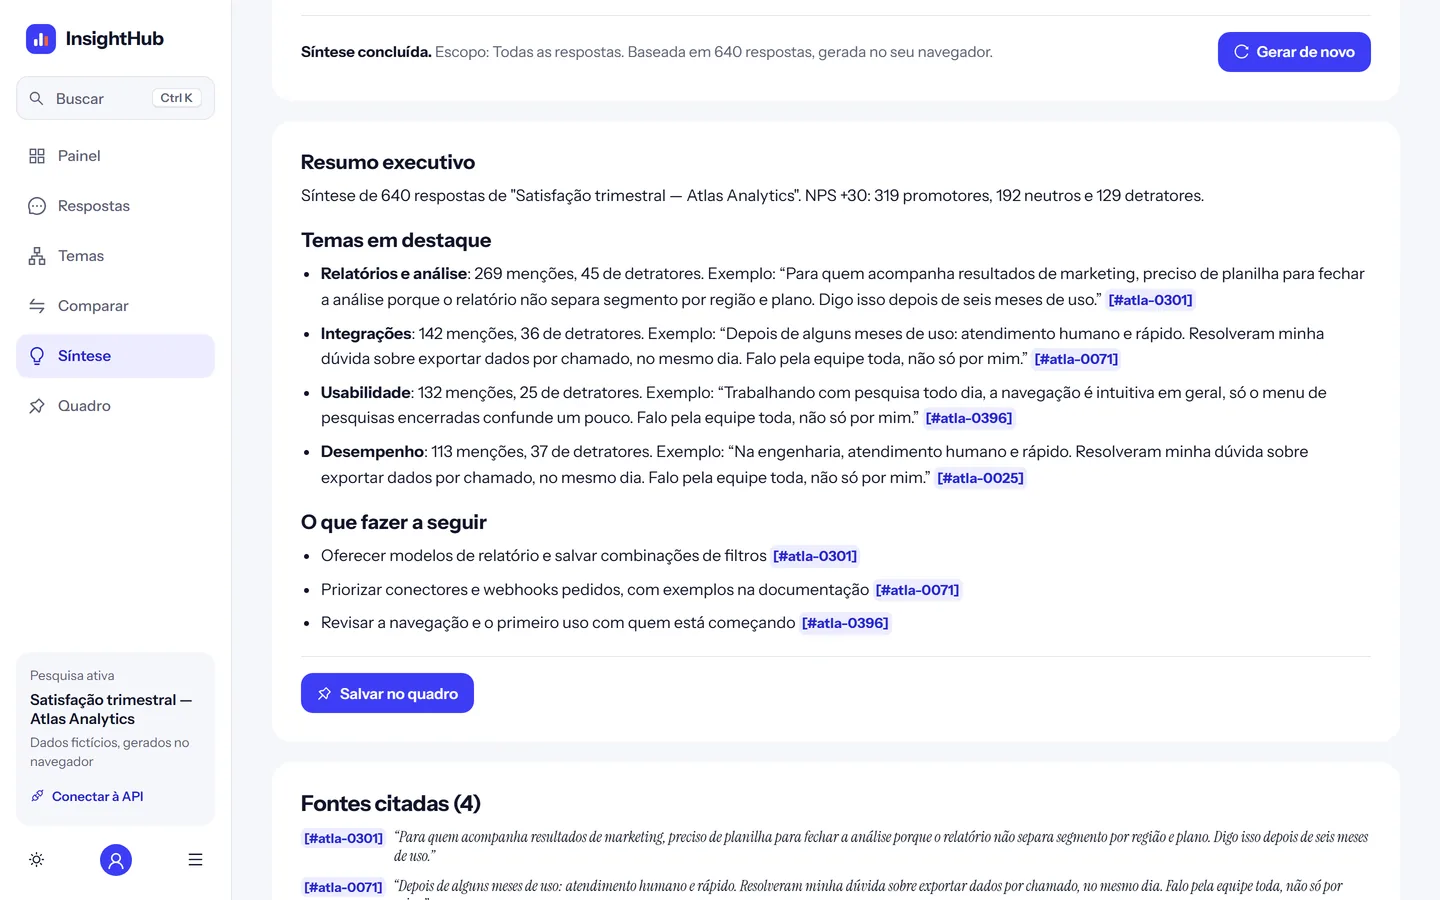 InsightHub
Buscar
Ctrl K
Painel
Respostas
Temas
Comparar
Síntese
Quadro
Pesquisa ativa
Satisfação trimestral —
Atlas Analytics
Dados fictícios, gerados no
navegador
Conectar à API
Síntese concluída. Escopo: Todas as respostas. Baseada em 640 respostas, gerada no seu navegador.
Gerar de novo
Resumo executivo
Síntese de 640 respostas de "Satisfação trimestral — Atlas Analytics". NPS +30: 319 promotores, 192 neutros e 129 detratores.
Temas em destaque
• Relatórios e análise: 269 menções, 45 de detratores. Exemplo: “Para quem acompanha resultados de marketing, preciso de planilha para fechar
a análise porque o relatório não separa segmento por região e plano. Digo isso depois de seis meses de uso.” [#atla-0301]
• Integrações: 142 menções, 36 de detratores. Exemplo: “Depois de alguns meses de uso: atendimento humano e rápido. Resolveram minha
dúvida sobre exportar dados por chamado, no mesmo dia. Falo pela equipe toda, não só por mim.” [#atla-0071]
• Usabilidade: 132 menções, 25 de detratores. Exemplo: “Trabalhando com pesquisa todo dia, a navegação é intuitiva em geral, só o menu de
pesquisas encerradas confunde um pouco. Falo pela equipe toda, não só por mim.” [#atla-0396]
• Desempenho: 113 menções, 37 de detratores. Exemplo: “Na engenharia, atendimento humano e rápido. Resolveram minha dúvida sobre
exportar dados por chamado, no mesmo dia. Falo pela equipe toda, não só por mim.” [#atla-0025]
O que fazer a seguir
• Oferecer modelos de relatório e salvar combinações de filtros [#atla-0301]
• Priorizar conectores e webhooks pedidos, com exemplos na documentação [#atla-0071]
• Revisar a navegação e o primeiro uso com quem está começando [#atla-0396]
Salvar no quadro
Fontes citadas (4)
[#atla-0301] “Para quem acompanha resultados de marketing, preciso de planilha para fechar a análise porque o relatório não separa segmento por região e plano. Digo isso depois de seis meses
de uso.”
[#atla-0071] “Depois de alguns meses de uso: atendimento humano e rápido. Resolveram minha dúvida sobre exportar dados por chamado, no mesmo dia. Falo pela equipe toda, não só por